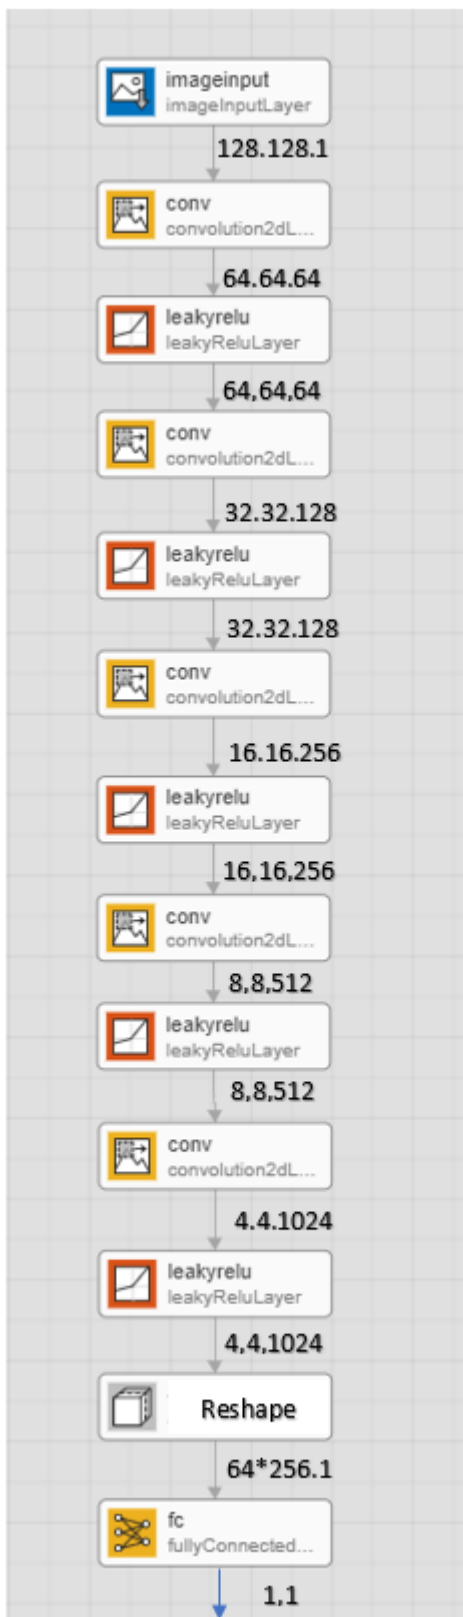 imageinput
imageInputLayer
128.128.1
conv
convolution2dL...
64.64.64
leakyrelu
leakyReluLayer
64,64,64
conv
convolution2dL...
32.32.128
leakyrelu
leakyReluLayer
32.32.128
conv
convolution2dL...
16.16.256
leakyrelu
leakyReluLayer
16,16,256
conv
convolution2dL...
8,8,512
leakyrelu
leakyReluLayer
8,8,512
conv
convolution2dL...
4.4.1024
leakyrelu
leakyReluLayer
4,4,1024
Reshape
64*256.1
fc
fullyConnected...
1,1